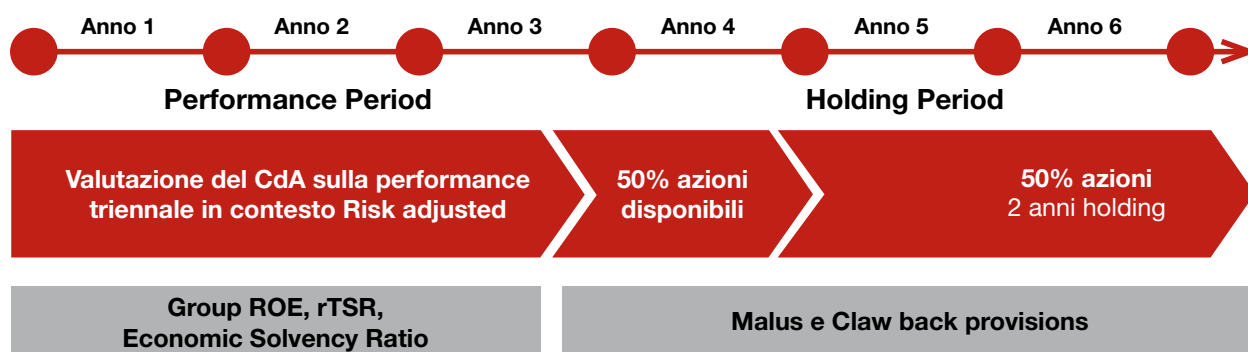 Anno 1
Anno 2
Anno 3
Anno 4
Anno 5
Anno 6
Performance Period
Holding Period
Valutazione del CdA sulla performance
triennale in contesto Risk adjusted
50% azioni
disponibili
50% azioni
2 anni holding
Group ROE, rTSR,
Economic Solvency Ratio
Malus e Claw back provisions